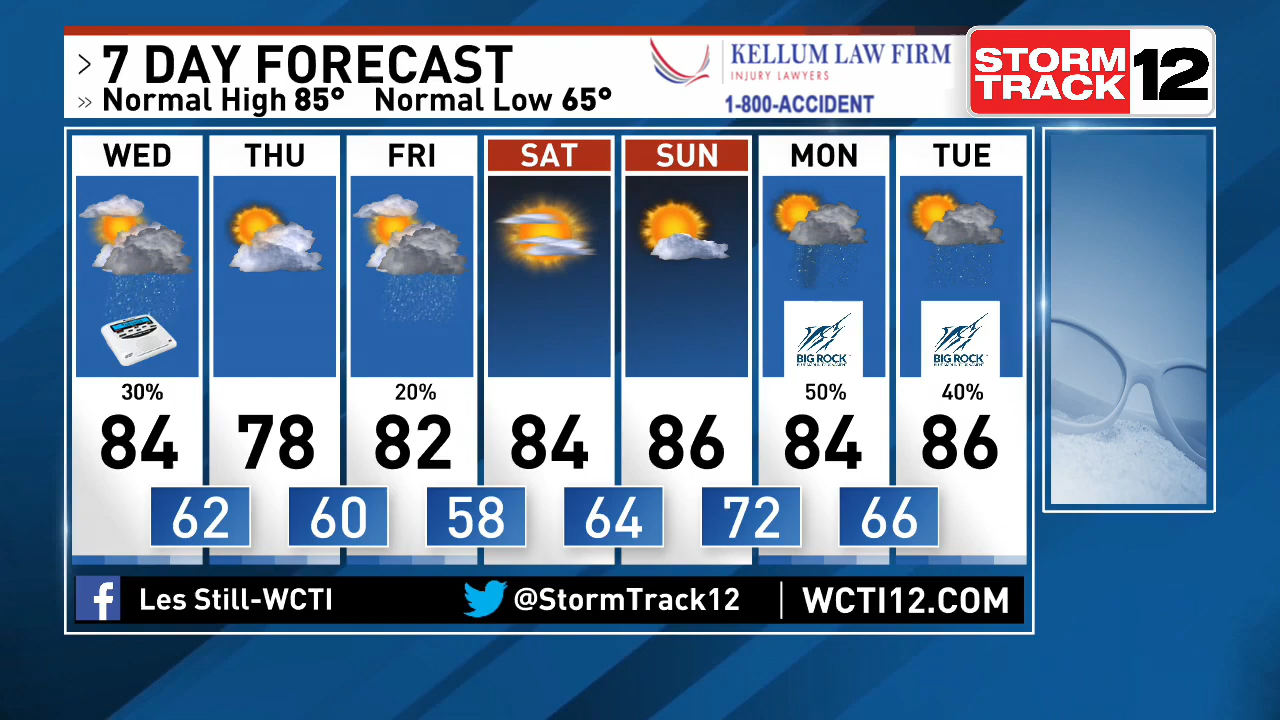 > 7 DAY FORECAST
» Normal High 85° Normal Low 65°
KELLUM LAW FIRM
INJURY LAWYERS
1-800-ACCIDENT
STORM
TRACK
12
WED THU FRI SAT SUN MON TUE
BIG ROCK BIG ROCK
30% 20% 50% 40%
84 78 82 84 86 84 86
62 60 58 64 72 66
f Les Still-WCTI @StormTrack12 | WCTI12.COM